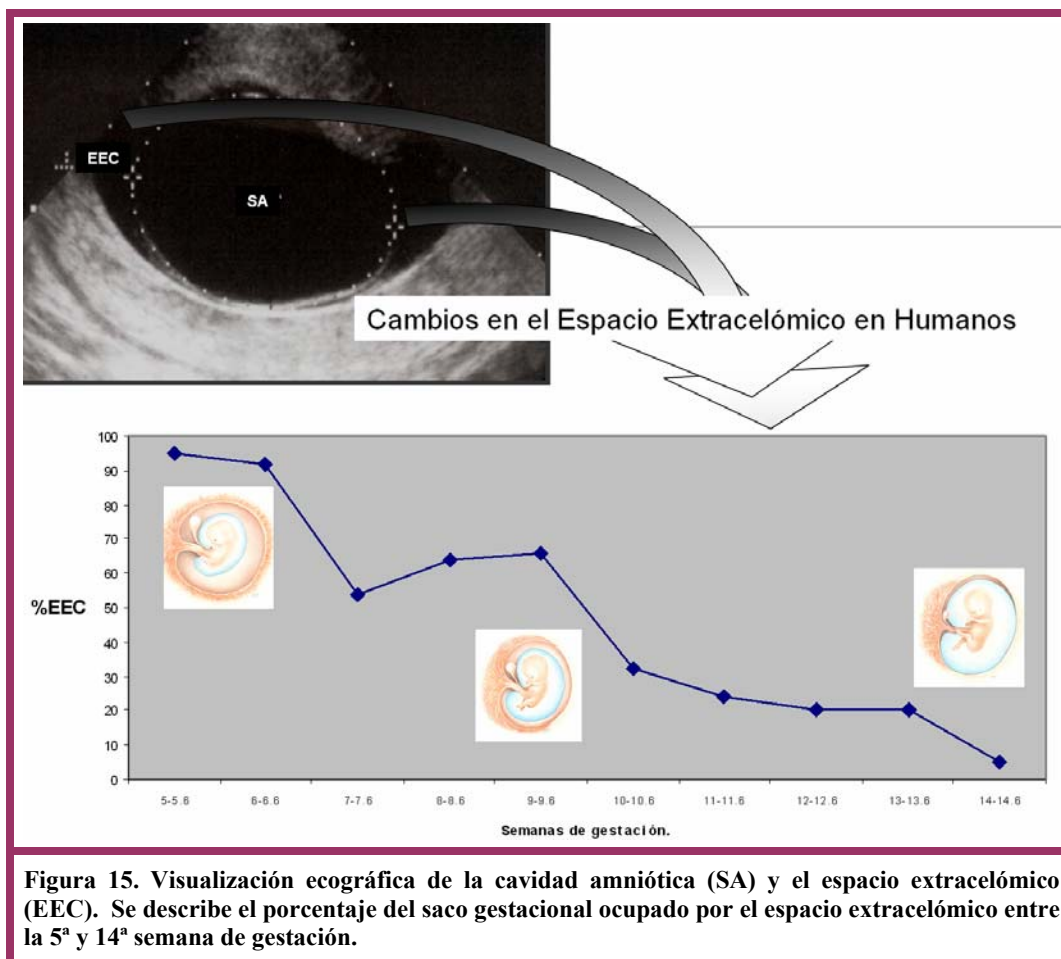 EEC
SA
Cambios en el Espacio Extracelómico en Humanos
100
90
80
70
60
50
40
30
20
10
0
%EEC
5-5.6 6-6.6 7-7.6 8-8.6 9-9.6 10-10.6 11-11.6 12-12.6 13-13.6 14-14.6
Semanas de gestación.
Figura 15. Visualización ecográfica de la cavidad amniótica (SA) y el espacio extracelómico
(EEC). Se describe el porcentaje del saco gestacional ocupado por el espacio extracelómico entre
la 5ª y 14ª semana de gestación.